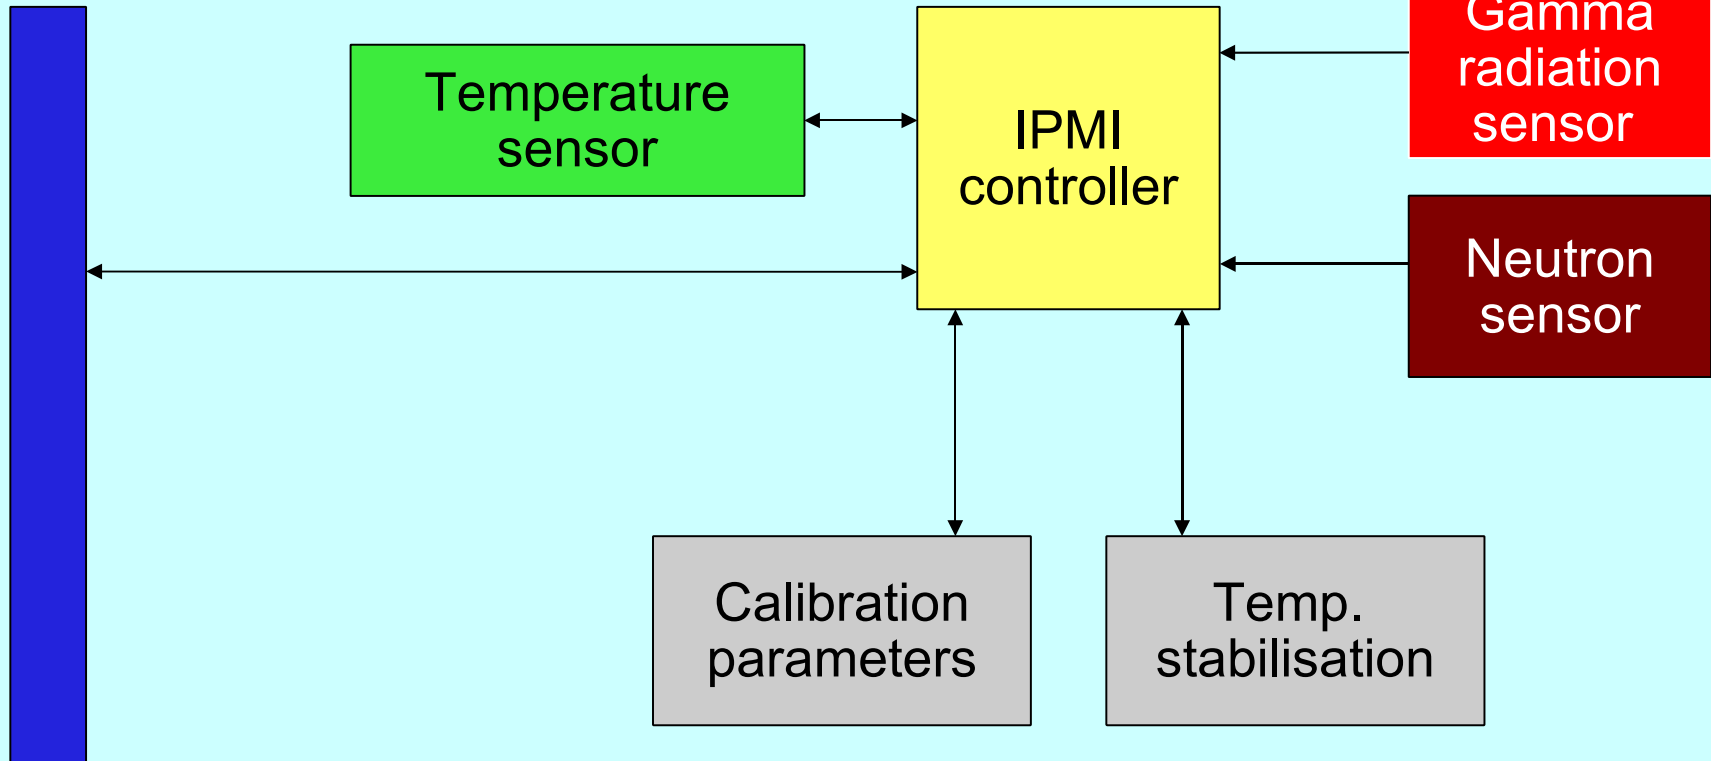 Temperature
sensor
IPMI
controller
Gamma
radiation
sensor
Neutron
sensor
Calibration
parameters
Temp.
stabilisation